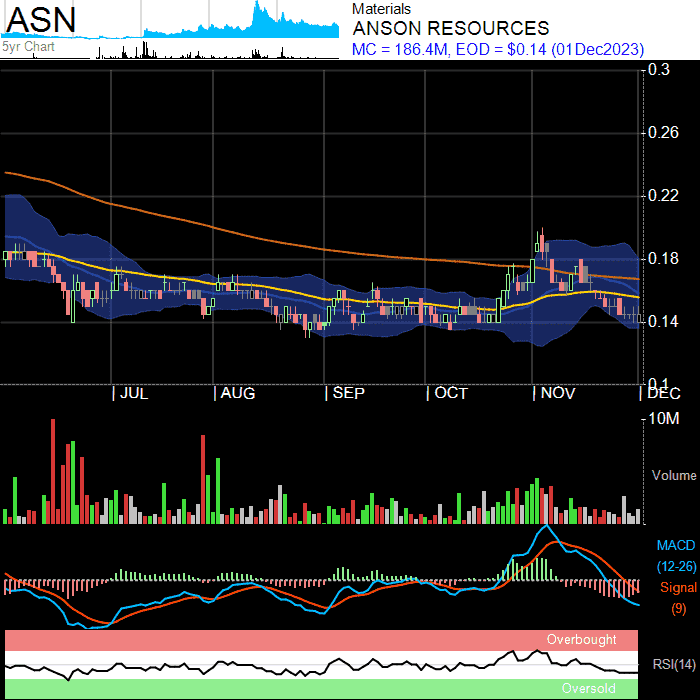 ASN
5yr Chart
Materials
ANSON RESOURCES
MC = 186.4M, EOD = $0.14 (01Dec2023)
0.3
0.26
0.22
0.18
0.14
0.1
JUL AUG SEP OCT NOV DEC
10M
Volume
MACD
(12-26)
Signal
(9)
Overbought
RSI(14)
Oversold